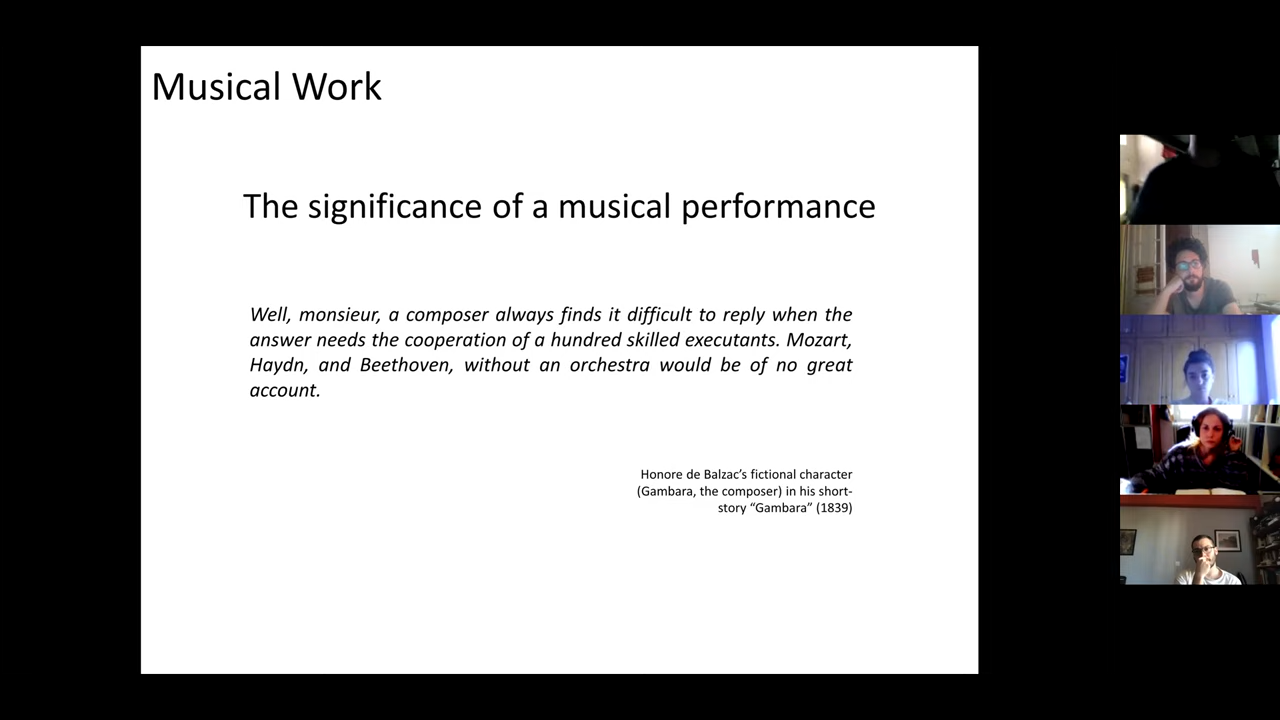 Musical Work
The significance of a musical performance
Well, monsieur, a composer always finds it difficult to reply when the
answer needs the cooperation of a hundred skilled executants. Mozart,
Haydn, and Beethoven, without an orchestra would be of no great
account.
Honore de Balzac's fictional character
(Gambara, the composer) in his short-
story “Gambara” (1839)